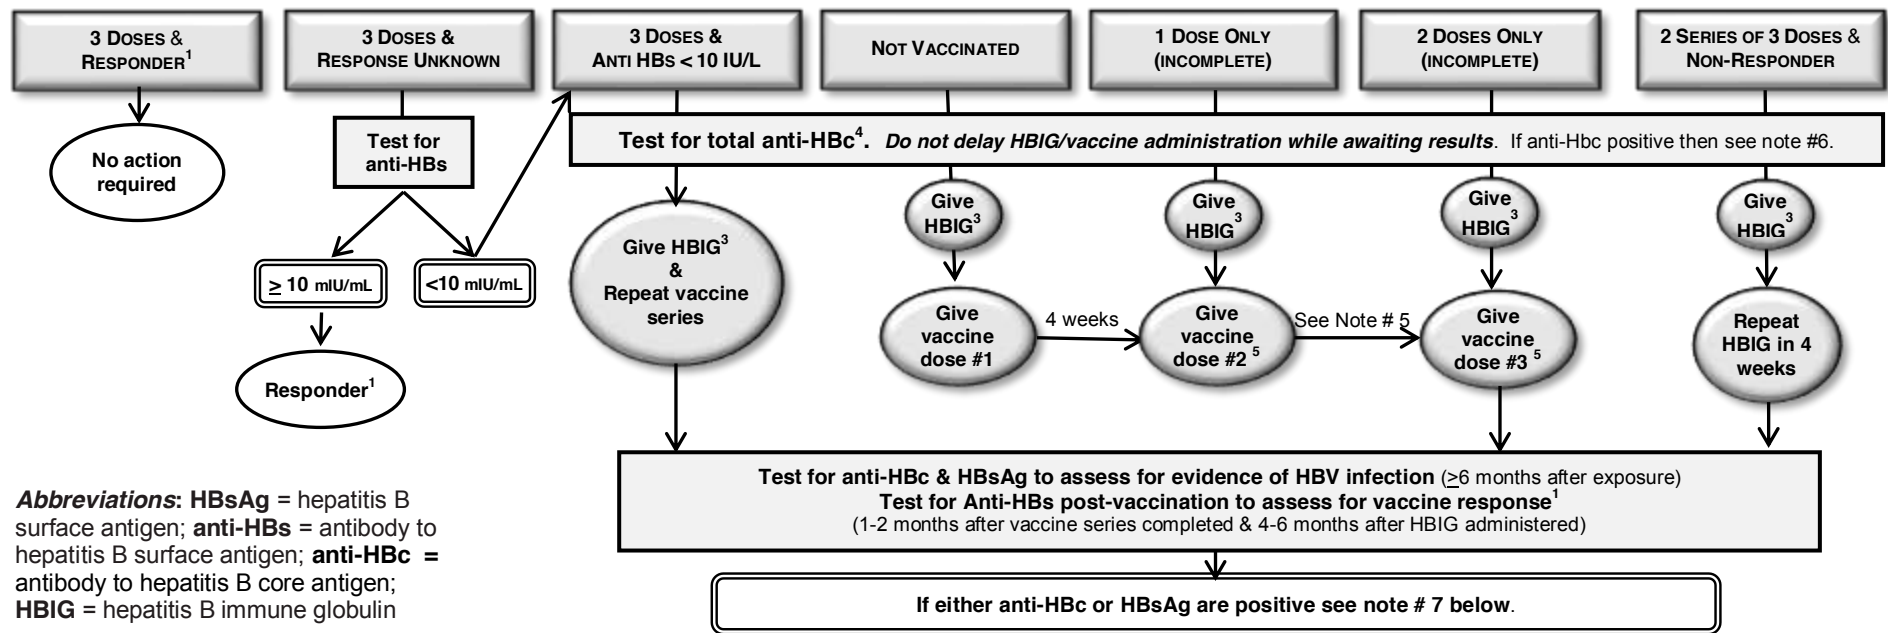 3 DOSES &
RESPONDER¹
3 DOSES &
RESPONSE UNKNOWN
3 DOSES &
ANTI HBS < 10 IU/L
NOT VACCINATED
1 DOSE ONLY
(INCOMPLETE)
2 DOSES ONLY
(INCOMPLETE)
2 SERIES OF 3 DOSES &
NON-RESPONDER
No action
required
Test for
anti-HBs
Test for total anti-HBc⁴. Do not delay HBIG/vaccine administration while awaiting results. If anti-Hbc positive then see note #6.
≥ 10 mIU/mL
<10 mIU/mL
Responder¹
Give HBIG³
&
Repeat vaccine
series
Give
HBIG³
Give
HBIG³
Give
HBIG³
Give
HBIG³
Give
vaccine
dose #1
4 weeks
Give
vaccine
dose #2 ⁵
See Note # 5
Give
vaccine
dose #3 ⁵
Repeat
HBIG in 4
weeks
Test for anti-HBc & HBsAg to assess for evidence of HBV infection (≥6 months after exposure)
Test for Anti-HBs post-vaccination to assess for vaccine response¹
(1-2 months after vaccine series completed & 4-6 months after HBIG administered)
If either anti-HBc or HBsAg are positive see note # 7 below.
Abbreviations: HBsAg = hepatitis B
surface antigen; anti-HBs = antibody to
hepatitis B surface antigen; anti-HBc =
antibody to hepatitis B core antigen;
HBIG = hepatitis B immune globulin